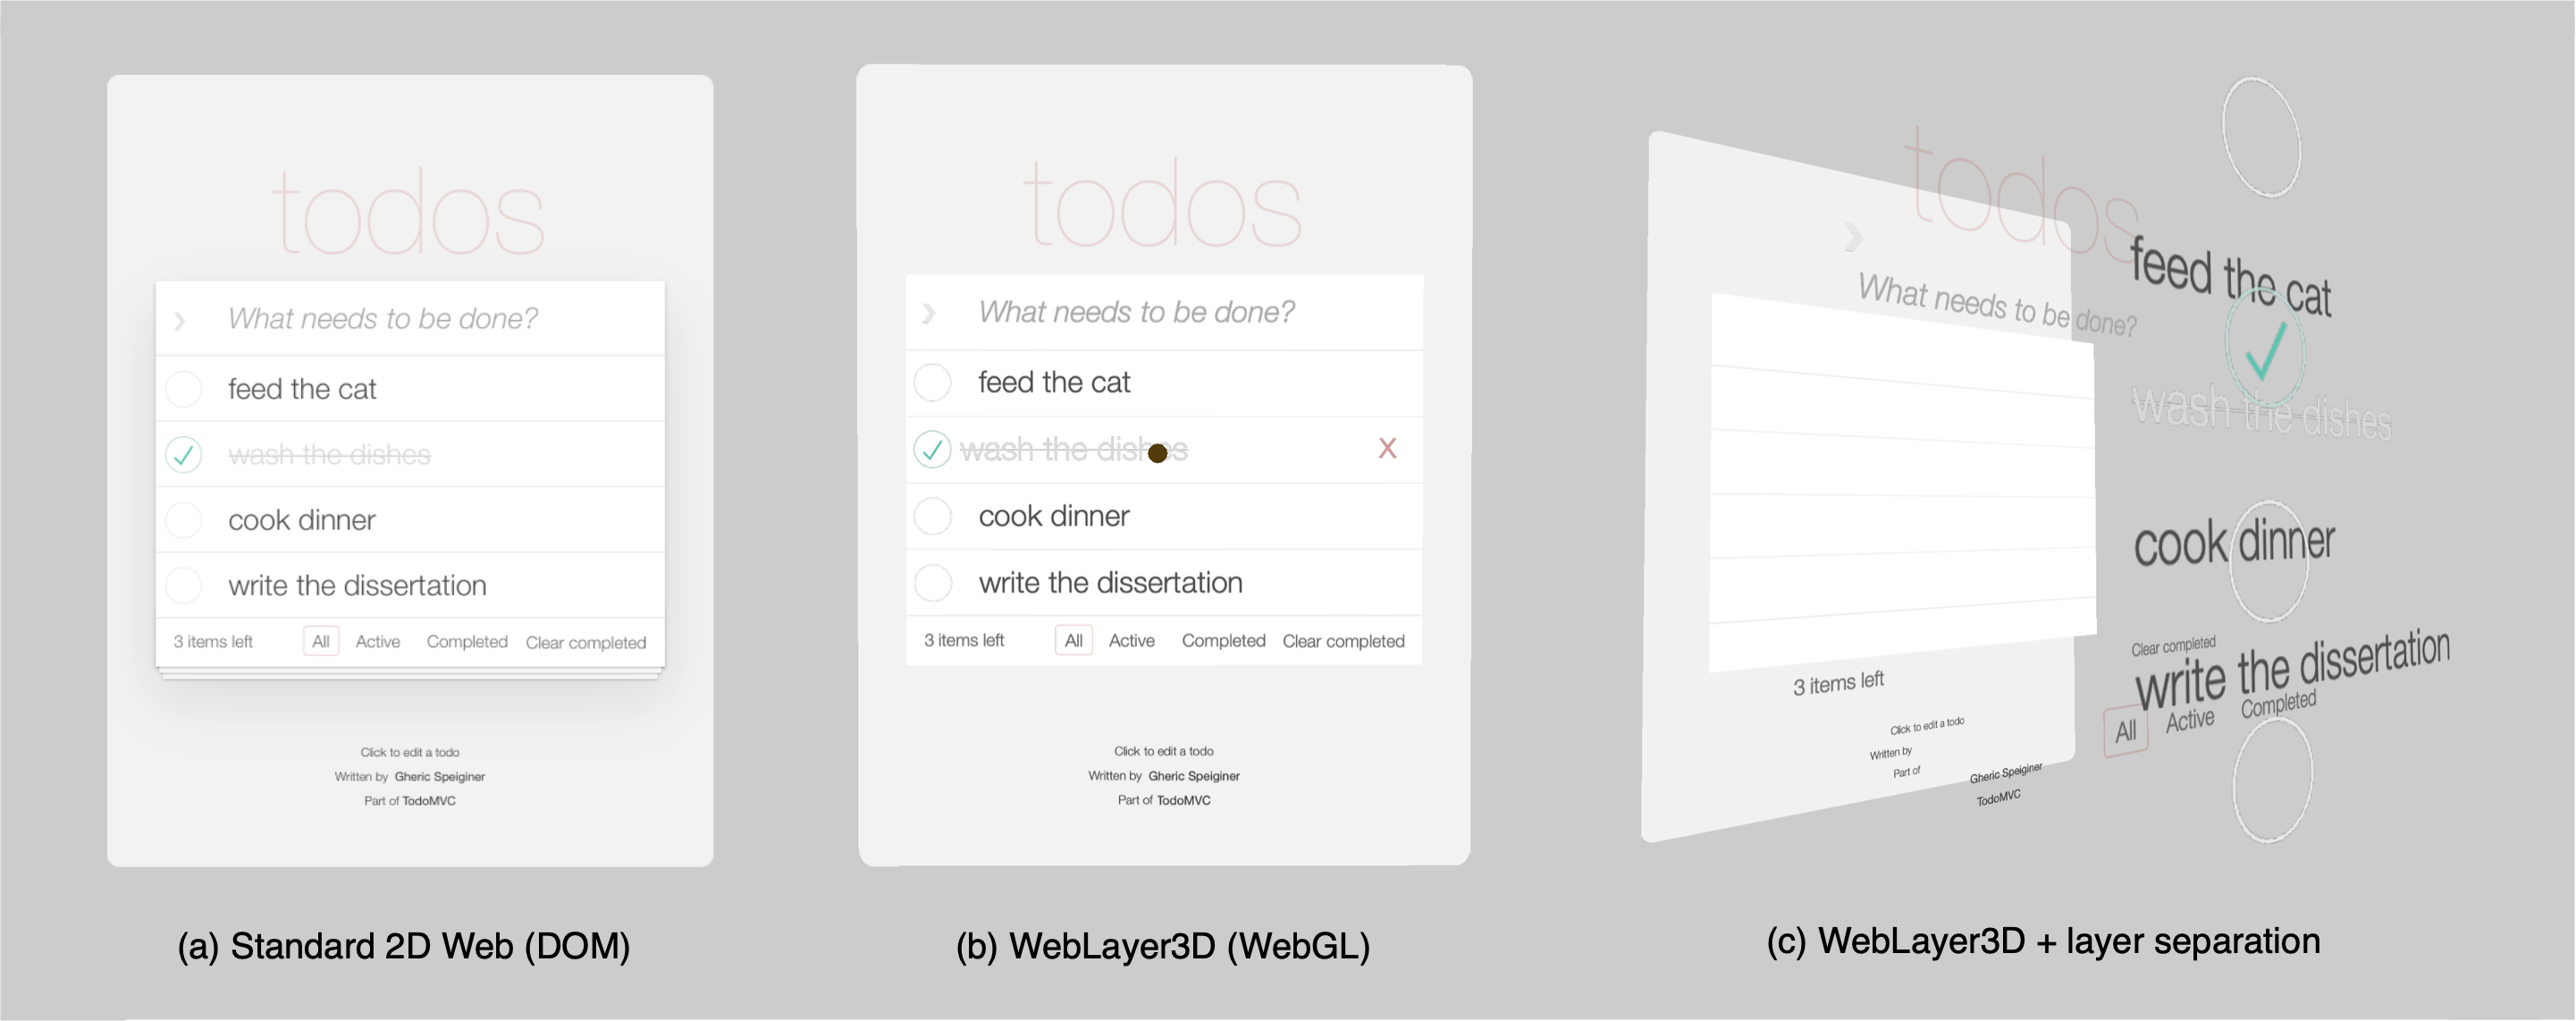 todos
What needs to be done?
feed the cat
wash the dishes
cook dinner
write the dissertation
3 items left All Active Completed Clear completed
Click to edit a todo
Written by Gheric Speiginer
Part of TodoMVC
(a) Standard 2D Web (DOM)
todos
What needs to be done?
feed the cat
wash the dishes X
cook dinner
write the dissertation
3 items left All Active Completed Clear completed
Click to edit a todo
Written by Gheric Speiginer
Part of TodoMVC
(b) WebLayer3D (WebGL)
todos
What needs to be done?
feed the cat
wash the dishes
cook dinner
Clear completed
write the dissertation
All Active Completed
3 items left
Click to edit a todo
Written by
Part of
Gheric Speiginer
TodoMVC
(c) WebLayer3D + layer separation